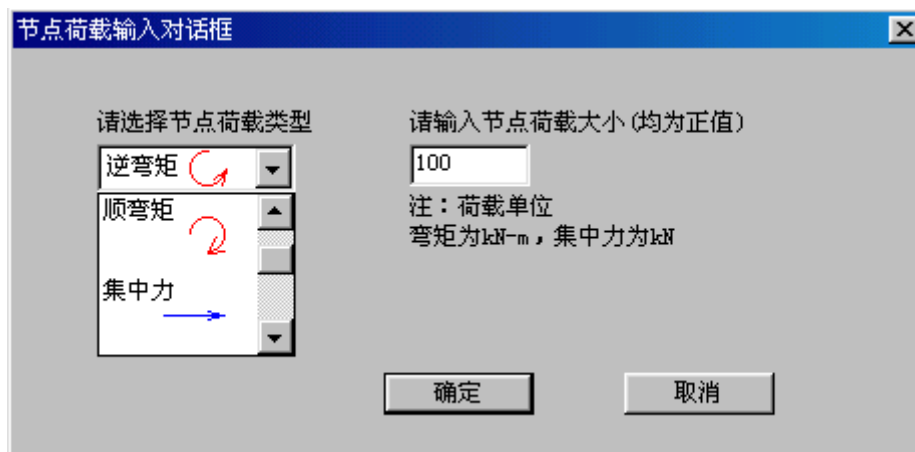 节点荷载输入对话框
请选择节点荷载类型
请输入节点荷载大小(均为正值)
逆弯矩
100
顺弯矩
注：荷载单位
弯矩为kN-m，集中力为kN
集中力
确定
取消